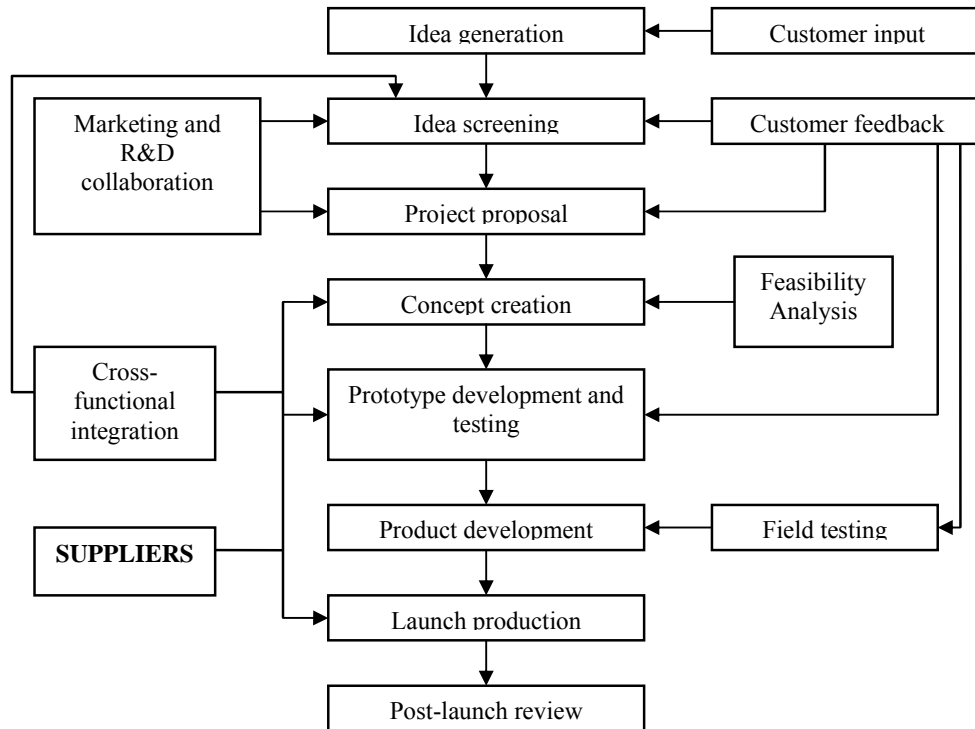 Idea generation
Customer input
Marketing and
R&D
collaboration
Idea screening
Customer feedback
Project proposal
Concept creation
Feasibility
Analysis
Cross-
functional
integration
Prototype development and
testing
Product development
Field testing
SUPPLIERS
Launch production
Post-launch review